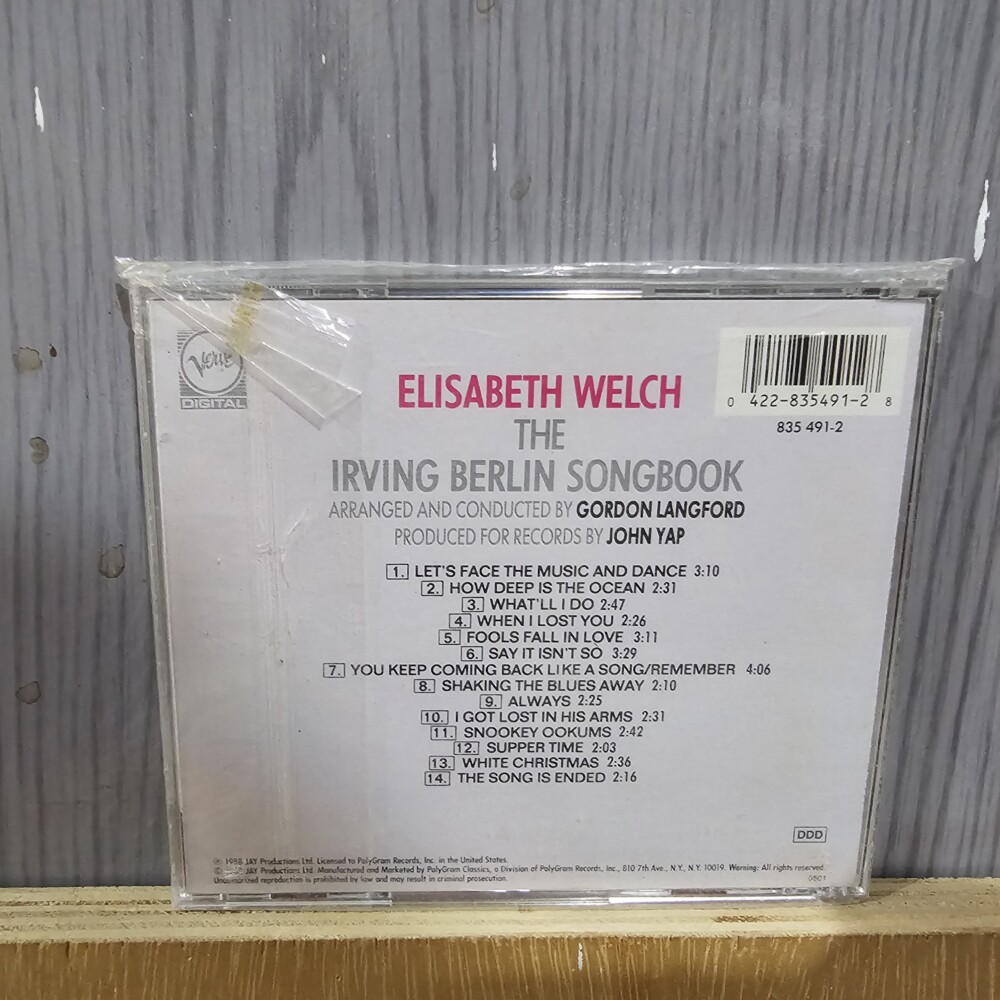 Verve
DIGITAL
0 422-835491-2 8
835 491-2
ELISABETH WELCH
THE
IRVING BERLIN SONGBOOK
ARRANGED AND CONDUCTED BY GORDON LANGFORD
PRODUCED FOR RECORDS BY JOHN YAP
1. LET'S FACE THE MUSIC AND DANCE 3:10
2. HOW DEEP IS THE OCEAN 2:31
3. WHAT'LL I DO 2:47
4. WHEN I LOST YOU 2:26
5. FOOLS FALL IN LOVE 3:11
6. SAY IT ISN'T SO 3:29
7. YOU KEEP COMING BACK LIKE A SONG/REMEMBER 4:06
8. SHAKING THE BLUES AWAY 2:10
9. ALWAYS 2:25
10. I GOT LOST IN HIS ARMS 2:31
11. SNOOKEY OOKUMS 2:42
12. SUPPER TIME 2:03
13. WHITE CHRISTMAS 2:36
14. THE SONG IS ENDED 2:16
DDD
℗ 1988 JAY Productions Ltd. Licensed to PolyGram Records, Inc. in the United States.
© JAY Productions Ltd. Manufactured and Marketed by PolyGram Classics, a Division of PolyGram Records, Inc., 810 7th Ave., N.Y., N.Y. 10019. Warning: All rights reserved.
Unauthorized reproduction is prohibited by law and may result in criminal prosecution.
0501